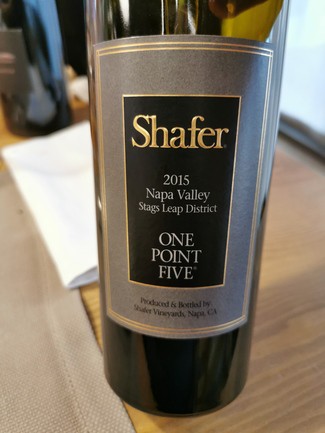 Shafer®
2015
Napa Valley
Stags Leap District
ONE
POINT
FIVE®
Produced & Bottled by
Shafer Vineyards, Napa, CA